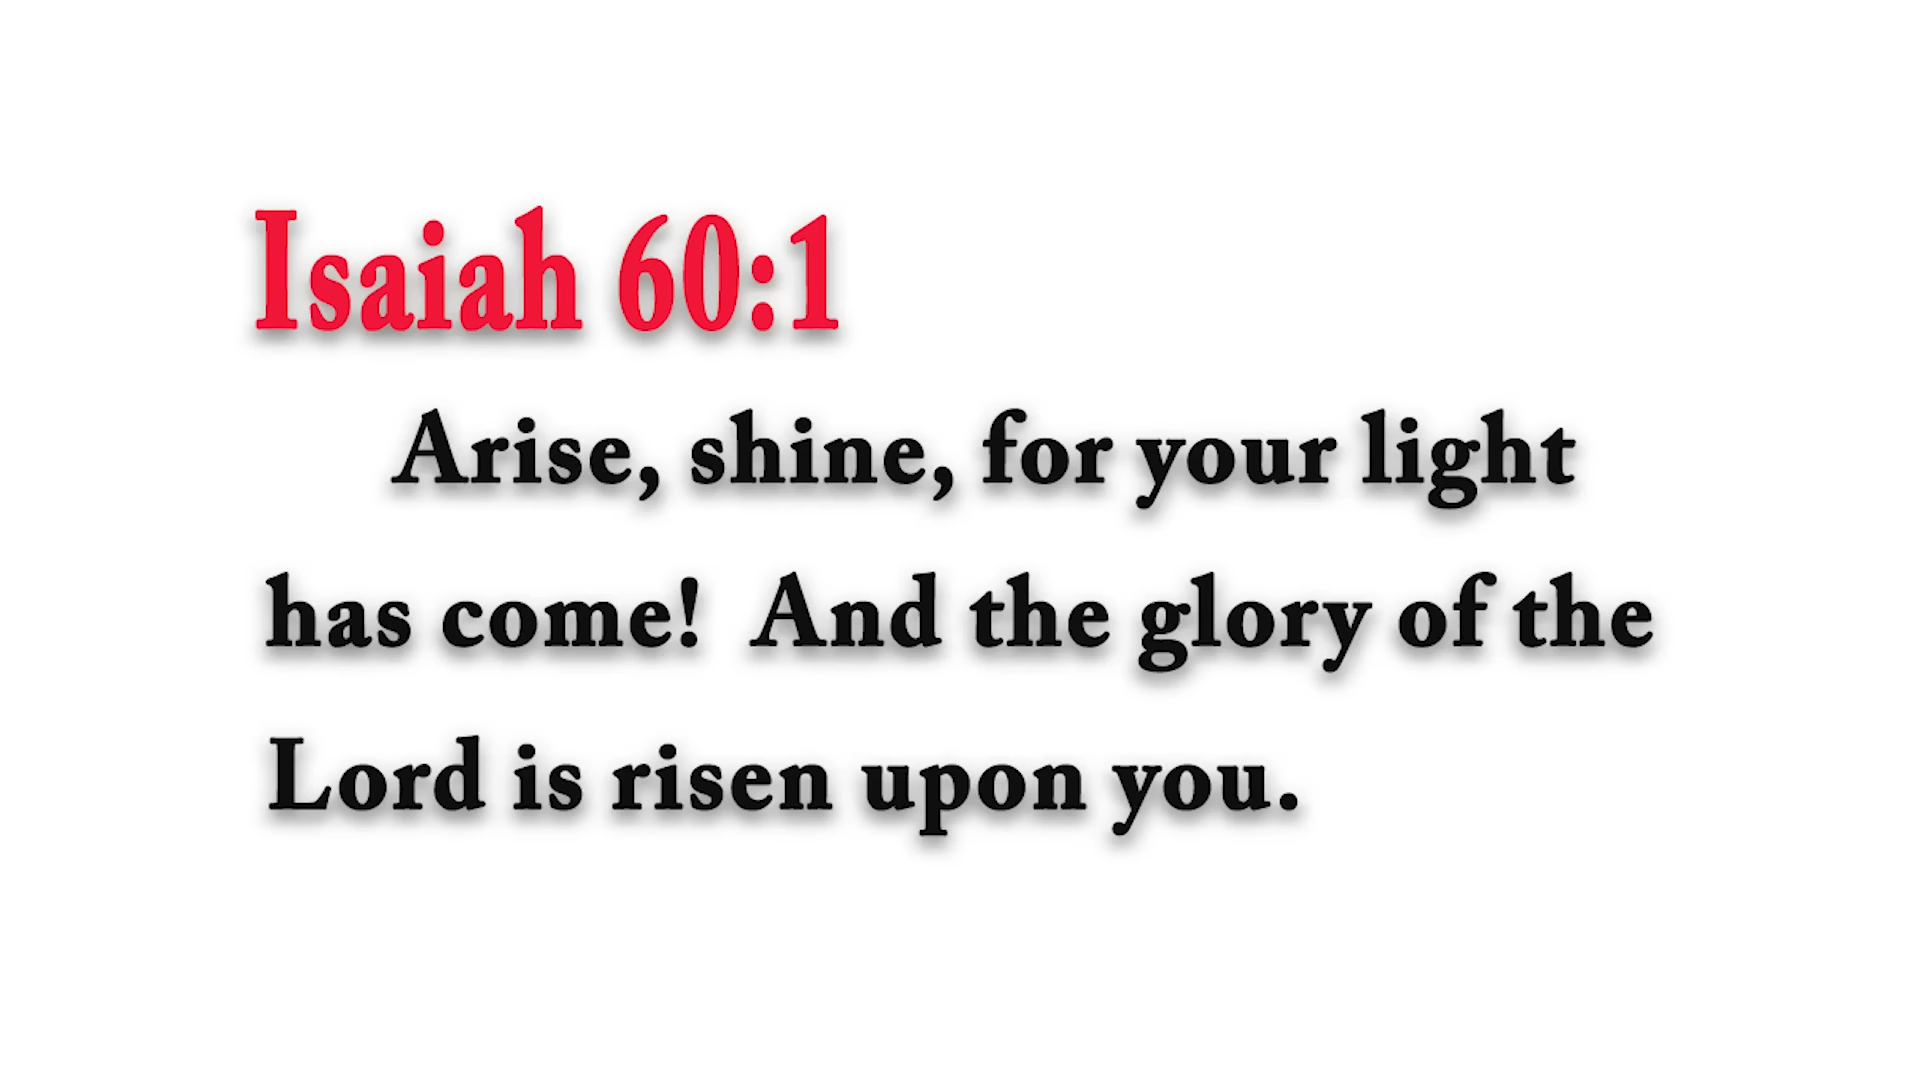 Isaiah 60:1
Arise, shine, for your light
has come!  And the glory of the
Lord is risen upon you.